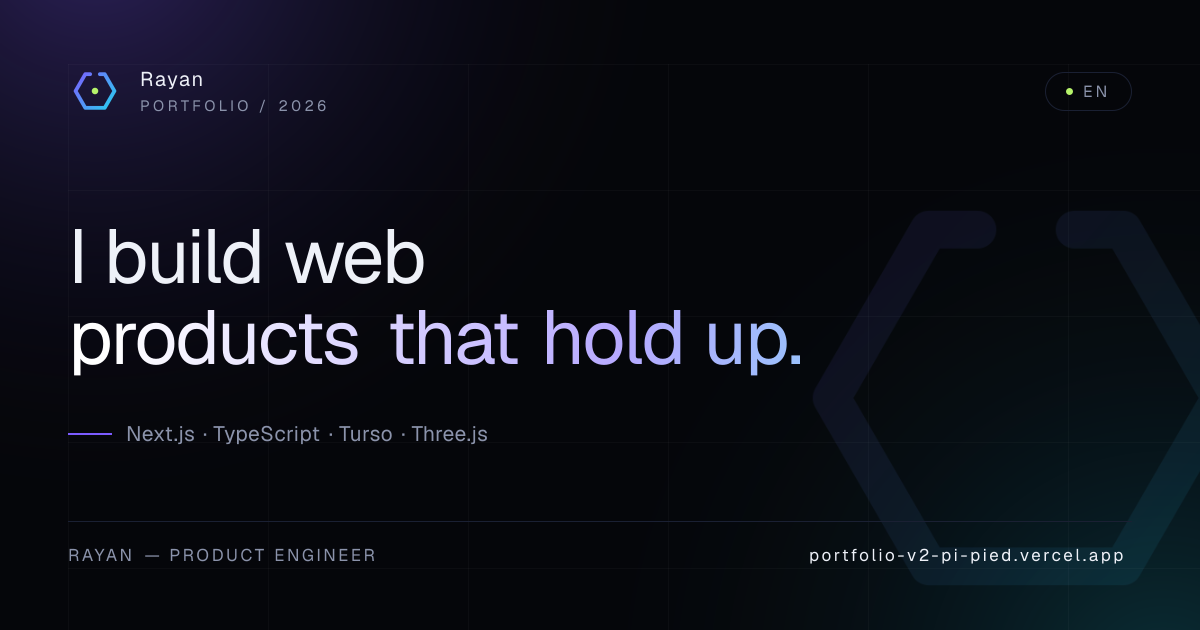 Rayan
PORTFOLIO / 2026
EN
I build web
products that hold up.
Next.js · TypeScript · Turso · Three.js
RAYAN — PRODUCT ENGINEER
portfolio-v2-pi-pied.vercel.app